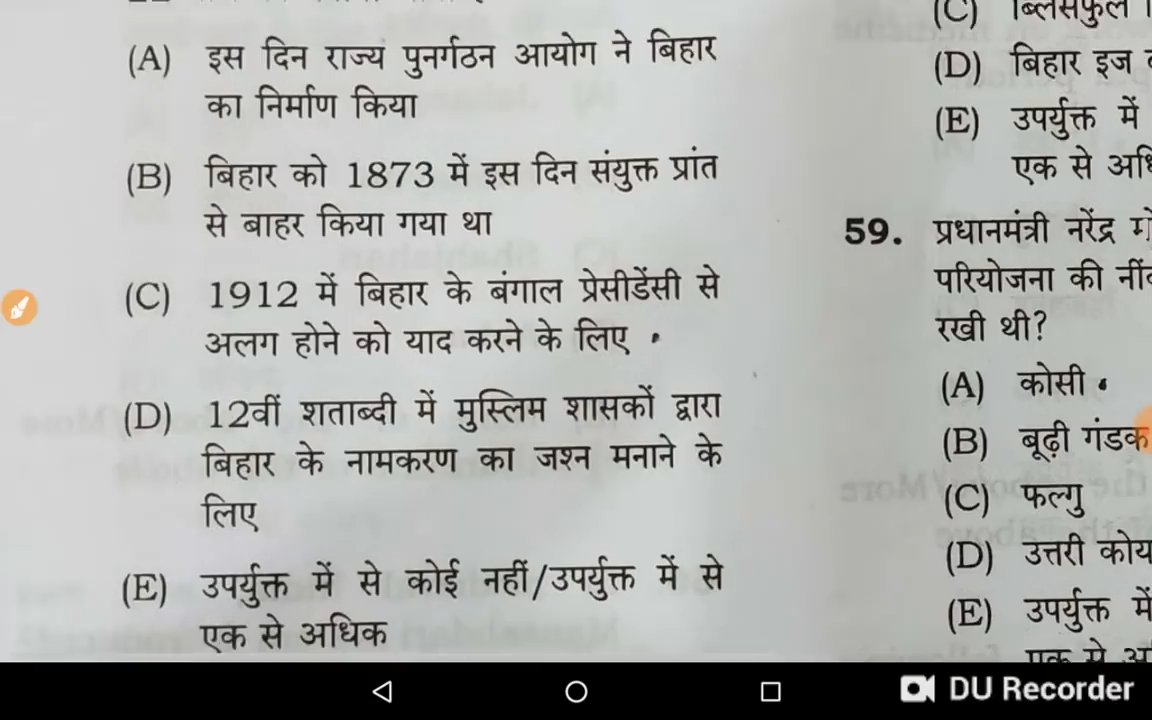 (A) इस दिन राज्य पुनर्गठन आयोग ने बिहार
का निर्माण किया
(B) बिहार को 1873 में इस दिन संयुक्त प्रांत
से बाहर किया गया था
(C) 1912 में बिहार के बंगाल प्रेसीडेंसी से
अलग होने को याद करने के लिए
(D) 12वीं शताब्दी में मुस्लिम शासकों द्वारा
बिहार के नामकरण का जश्न मनाने के
लिए
(E) उपर्युक्त में से कोई नहीं/उपर्युक्त में से
एक से अधिक
(C) ब्लिसफुल
(D) बिहार इज
(E) उपर्युक्त में
एक से
59. प्रधानमंत्री नरेंद्र
परियोजना की
रखी थी?
(A) कोसी
(B) बूढ़ी गंडक
(C) फल्गु
(D) उत्तरी
(E) उपर्युक्त में
DU Recorder